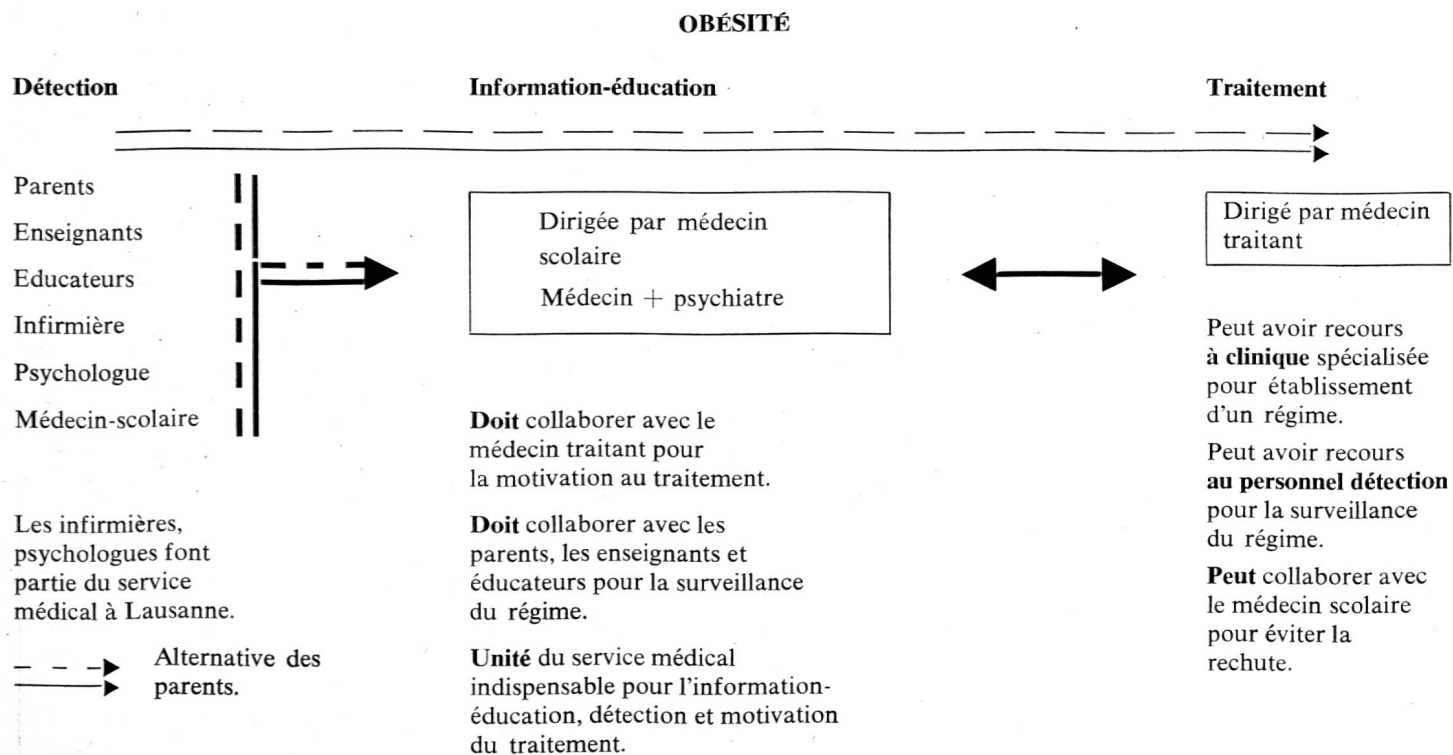 OBÉSITÉ
Détection
Information-éducation
Traitement
Parents
Enseignants
Educateurs
Infirmière
Psychologue
Médecin-scolaire
Les infirmières,
psychologues font
partie du service
médical à Lausanne.
Alternative des
parents.
Dirigée par médecin
scolaire
Médecin + psychiatre
Doit collaborer avec le
médecin traitant pour
la motivation au traitement.
Doit collaborer avec les
parents, les enseignants et
éducateurs pour la surveillance
du régime.
Unité du service médical
indispensable pour l'information-
éducation, détection et motivation
du traitement.
Dirigé par médecin
traitant
Peut avoir recours
à clinique spécialisée
pour établissement
d'un régime.
Peut avoir recours
au personnel détection
pour la surveillance
du régime.
Peut collaborer avec
le médecin scolaire
pour éviter la
rechute.